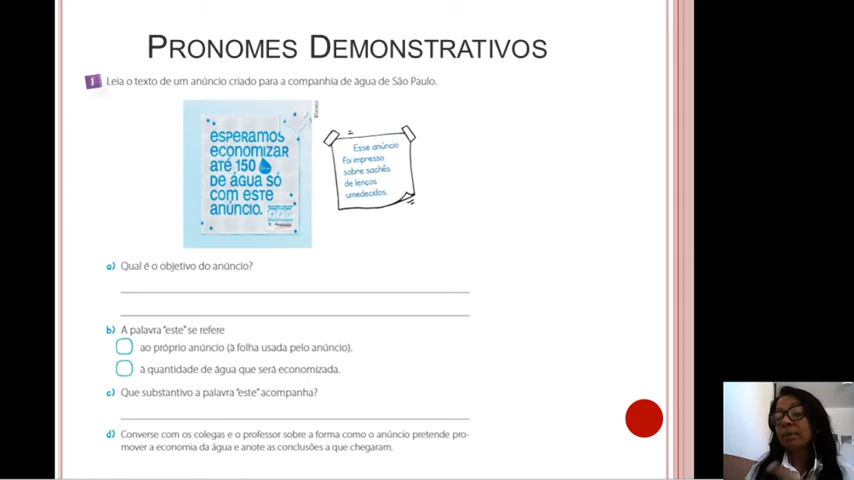 PRONOMES DEMONSTRATIVOS
1 Leia o texto de um anúncio criado para a companhia de água de São Paulo.
ESPERAMOS
ECONOMIZAR
ATÉ 150
DE ÁGUA SÓ
COM ESTE
ANÚNCIO.
Esse anúncio
foi impresso
sobre sachês
de lenços
umedecidos.
a) Qual é o objetivo do anúncio?
b) A palavra "este" se refere
ao próprio anúncio (à folha usada pelo anúncio).
à quantidade de água que será economizada.
c) Que substantivo a palavra "este" acompanha?
d) Converse com os colegas e o professor sobre a forma como o anúncio pretende pro-
mover a economia da água e anote as conclusões a que chegaram.